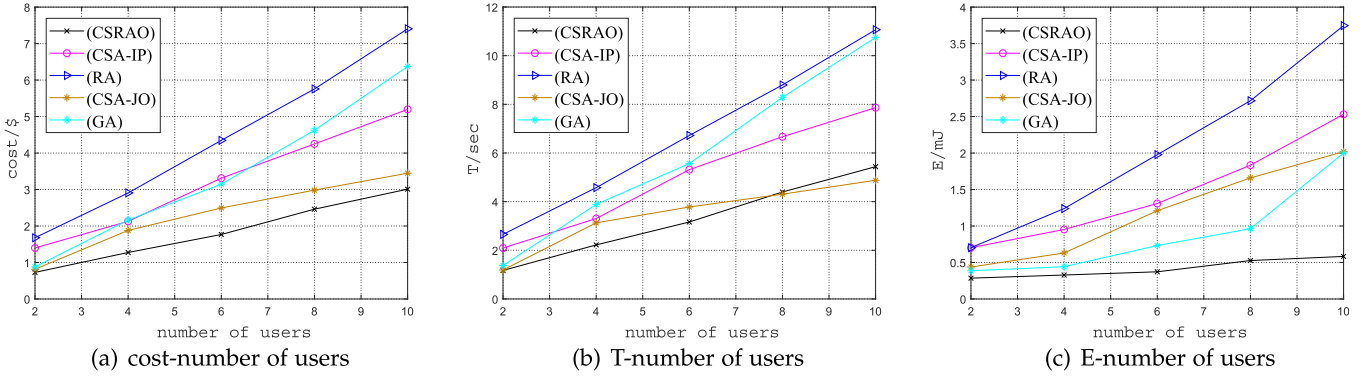 8
7
6
5
4
3
2
1
0
cost/$
(CSRAO)
(CSA-IP)
(RA)
(CSA-JO)
(GA)
2 3 4 5 6 7 8 9 10
number of users
(a) cost-number of users
12
10
8
6
4
2
0
T/sec
(CSRAO)
(CSA-IP)
(RA)
(CSA-JO)
(GA)
2 3 4 5 6 7 8 9 10
number of users
(b) T-number of users
4
3.5
3
2.5
2
1.5
1
0.5
0
E/mJ
(CSRAO)
(CSA-IP)
(RA)
(CSA-JO)
(GA)
2 3 4 5 6 7 8 9 10
number of users
(c) E-number of users